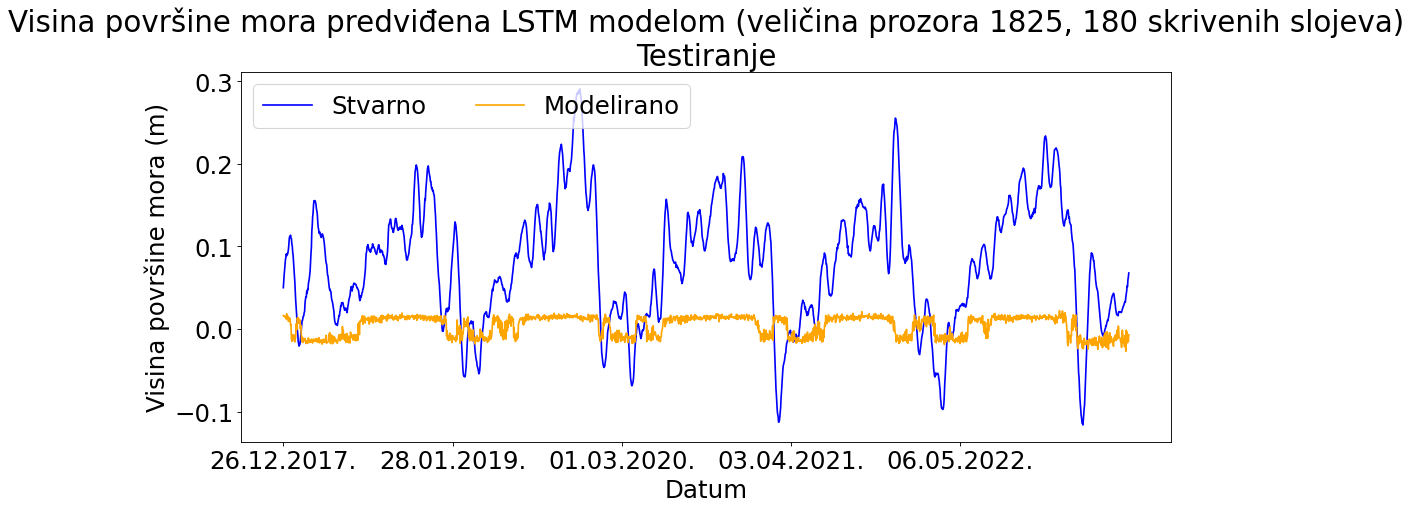 Visina površine mora predviđena LSTM modelom (veličina prozora 1825, 180 skrivenih slojeva)
Testiranje
Stvarno Modelirano
Visina površine mora (m)
0.3
0.2
0.1
0.0
−0.1
26.12.2017. 28.01.2019. 01.03.2020. 03.04.2021. 06.05.2022.
Datum